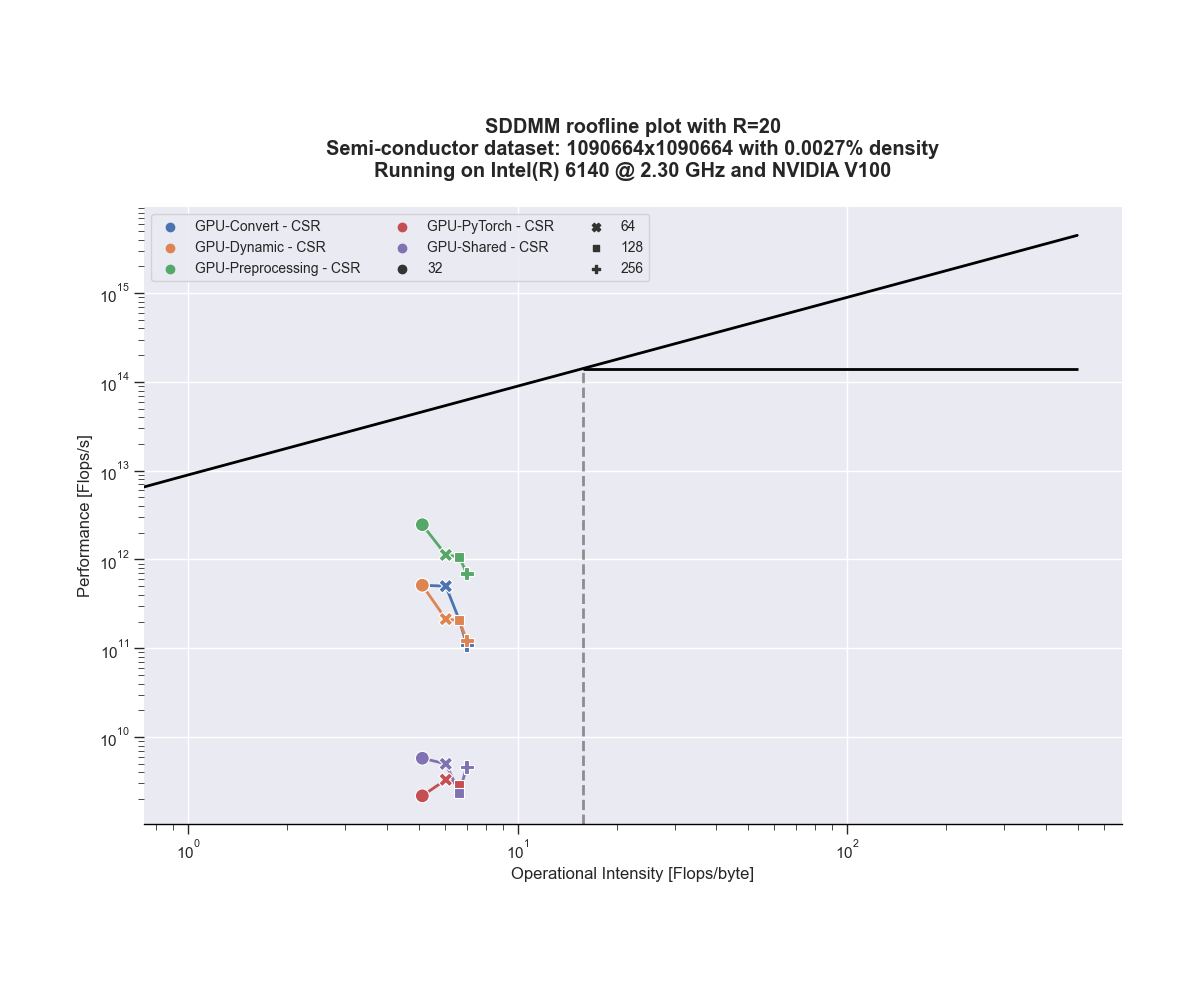 SDDMM roofline plot with R=20
Semi-conductor dataset: 1090664x1090664 with 0.0027% density
Running on Intel(R) 6140 @ 2.30 GHz and NVIDIA V100
GPU-Convert - CSR
GPU-Dynamic - CSR
GPU-Preprocessing - CSR
GPU-PyTorch - CSR
GPU-Shared - CSR
32
64
128
256
Performance [Flops/s]
10^15
10^14
10^13
10^12
10^11
10^10
10^0
10^1
10^2
Operational Intensity [Flops/byte]